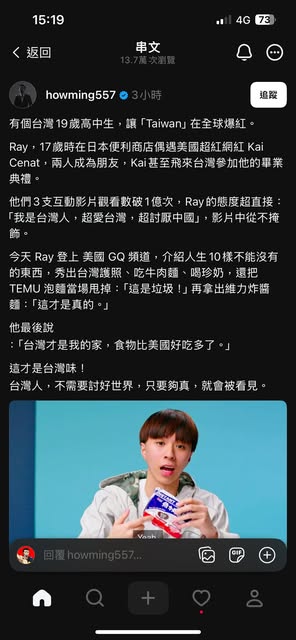 15:19
4G 73
返回
串文
13.7萬 次瀏覽
howming557 3小時
追蹤
有個台灣 19歲高中生，讓「Taiwan」在全球爆紅。
Ray，17歲時在日本便利商店偶遇美國超紅網紅 Kai
Cenat，兩人成為朋友，Kai甚至飛來台灣參加他的畢業
典禮。
他們 3 支互動影片觀看數破 1 億次，Ray的態度超直接：
「我是台灣人，超愛台灣，超討厭中國」，影片中從不掩
飾。
今天 Ray 登上 美國 GQ 頻道，介紹人生 10 樣不能沒有
的東西，秀出台灣護照、吃牛肉麵、喝珍奶，還把
TEMU 泡麵當場甩掉：「這是垃圾！」再拿出維力炸醬
麵：「這才是真的。」
他最後說
：「台灣才是我的家，食物比美國好吃多了。」
這才是台灣味！
台灣人，不需要討好世界，只要夠真，就會被看見。
Yeah
回覆 howming557...
GIF